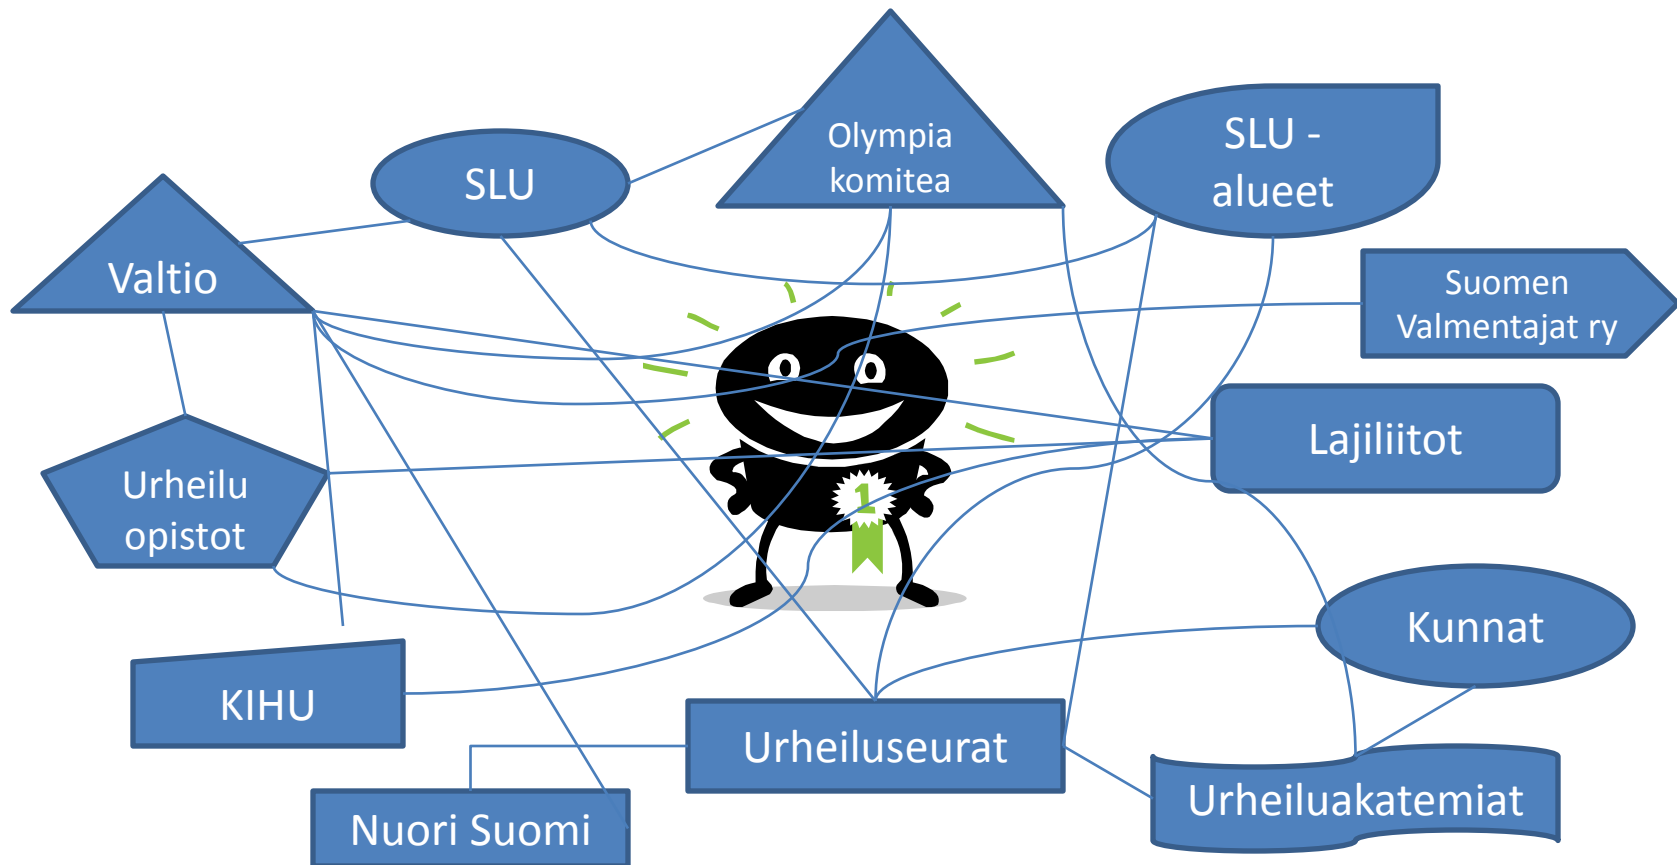 Olympia
komitea
SLU -
alueet
SLU
Valtio
Suomen
Valmentajat ry
Lajiliitot
Urheilu
opistot
1
Kunnat
KIHU
Urheiluseurat
Urheiluakatemiat
Nuori Suomi